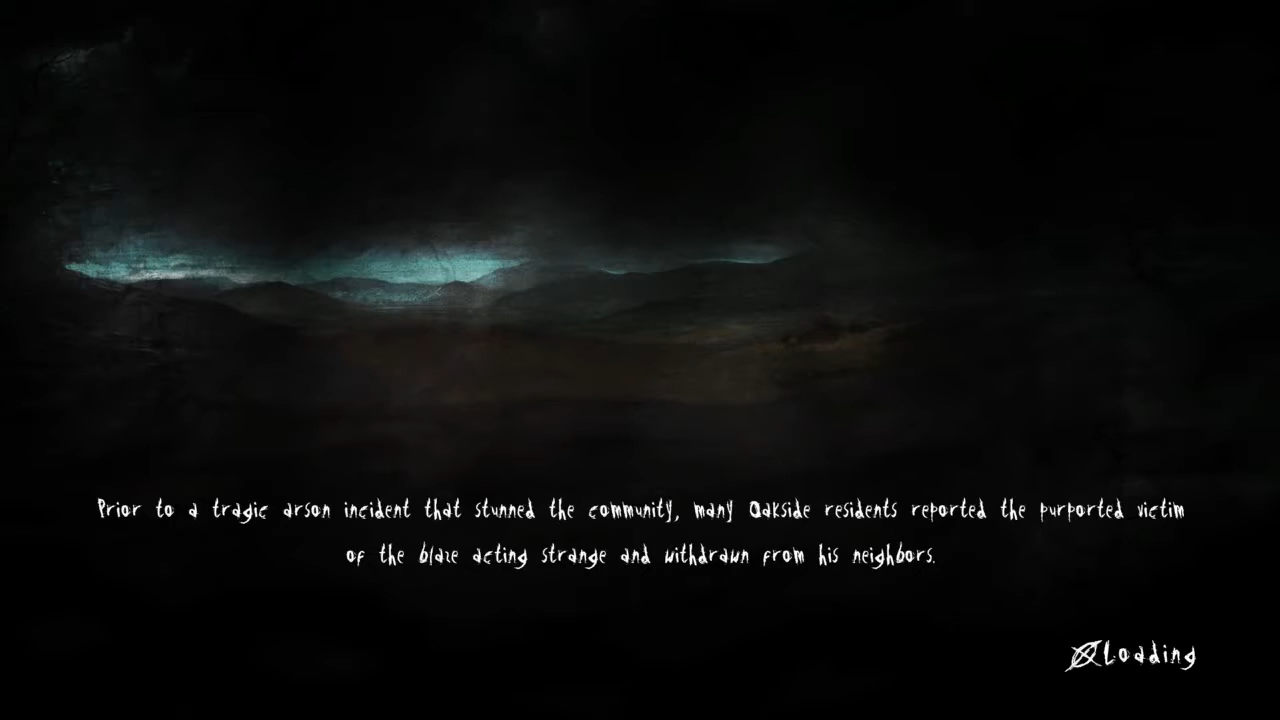 Prior to a tragic arson incident that stunned the community, many Oakside residents reported the purported victim
of the blaze acting strange and withdrawn from his neighbors.
Loading